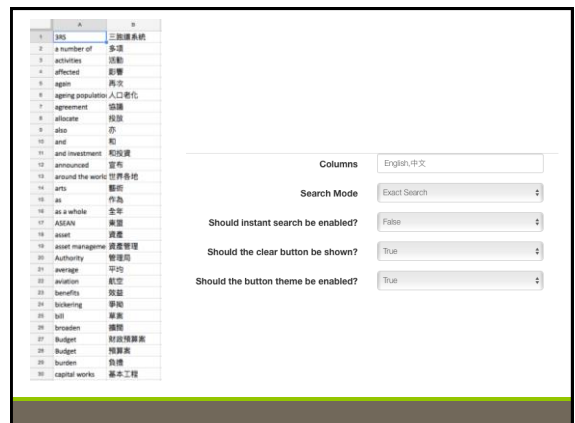 A B
1 3RS 三跑道系統
2 a number of 多項
3 activities 活動
4 affected 影響
5 again 再次
6 ageing populatio 人口老化
7 agreement 協議
8 allocate 投放
9 also 亦
10 and 和
11 and investment 和投資
12 announced 宣布
13 around the world 世界各地
14 arts 藝術
15 as 作為
16 as a whole 全年
17 ASEAN 東盟
18 asset 資產
19 asset manageme 資產管理
20 Authority 管理局
21 average 平均
22 aviation 航空
23 benefits 效益
24 bickering 爭拗
25 bill 草案
26 broaden 擴闊
27 Budget 財政預算案
28 Budget 預算案
29 burden 負擔
30 capital works 基本工程
Columns English,中文
Search Mode Exact Search
Should instant search be enabled? False
Should the clear button be shown? True
Should the button theme be enabled? True